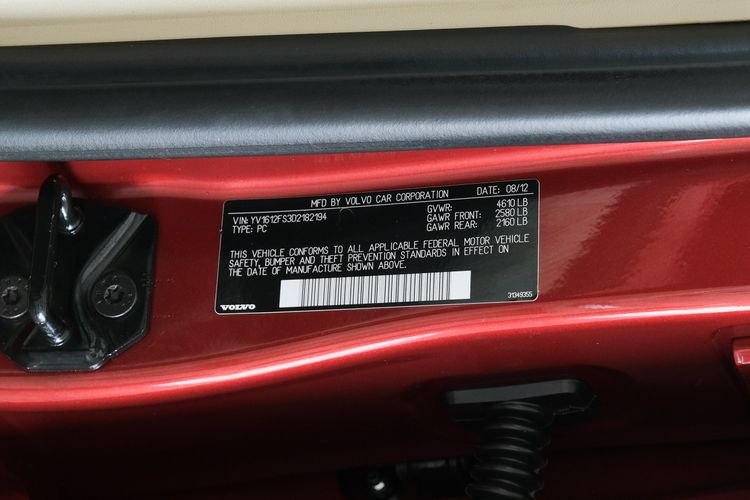 MFD BY VOLVO CAR CORPORATION DATE: 08/12
VIN: YV1612FS3D2182194 GVWR: 4610 LB
TYPE: PC GAWR FRONT: 2580 LB
GAWR REAR: 2160 LB
THIS VEHICLE CONFORMS TO ALL APPLICABLE FEDERAL MOTOR VEHICLE
SAFETY, BUMPER AND THEFT PREVENTION STANDARDS IN EFFECT ON
THE DATE OF MANUFACTURE SHOWN ABOVE.
VOLVO 31349355